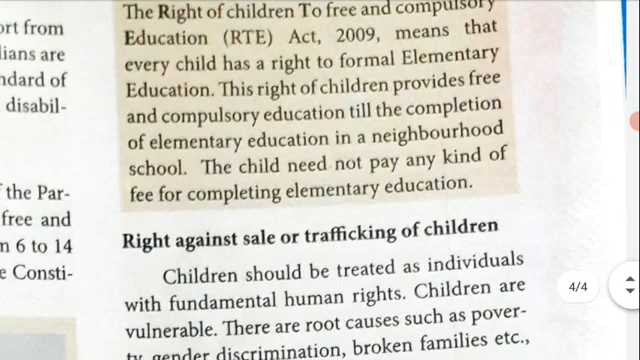 ort from
lians are
ndard of
disabil-
the Par-
free and
m 6 to 14
e Consti-
The Right of children To free and compulsory
Education (RTE) Act, 2009, means that
every child has a right to formal Elementary
Education. This right of children provides free
and compulsory education till the completion
of elementary education in a neighbourhood
school. The child need not pay any kind of
fee for completing elementary education.
Right against sale or trafficking of children
Children should be treated as individuals
with fundamental human rights. Children are
vulnerable. There are root causes such as pover-
ty, gender discrimination, broken families etc.,
4/4